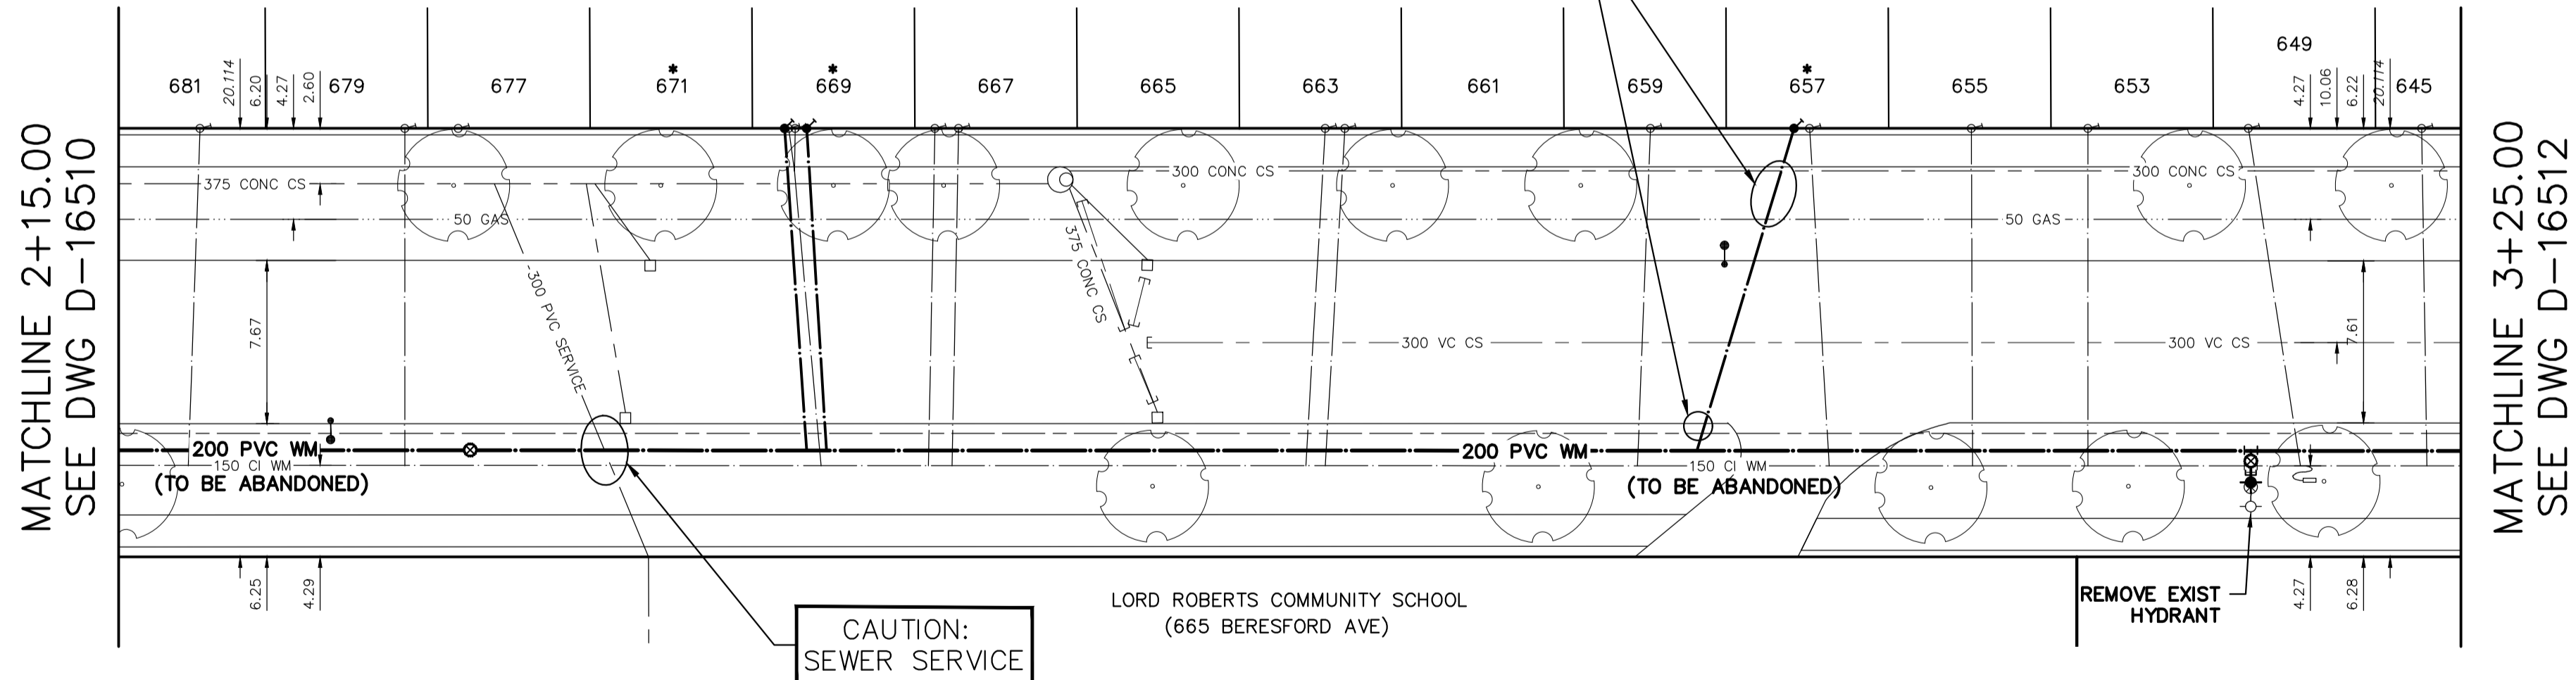 MATCHLINE 2+15.00
SEE DWG D-16510
681
20.114
6.20
4.27
2.60
679
677
*
671
*
669
667
665
663
661
659
*
657
655
653
649
4.27
10.06
6.22
20.114
645
375 CONC CS
300 CONC CS
300 CONC CS
50 GAS
50 GAS
7.67
300 PVC SERVICE
375 CONC CS
300 VC CS
300 VC CS
7.61
200 PVC WM
150 CI WM
(TO BE ABANDONED)
200 PVC WM
150 CI WM
(TO BE ABANDONED)
6.25
4.29
CAUTION:
SEWER SERVICE
LORD ROBERTS COMMUNITY SCHOOL
(665 BERESFORD AVE)
REMOVE EXIST
HYDRANT
4.27
6.28
MATCHLINE 3+25.00
SEE DWG D-16512